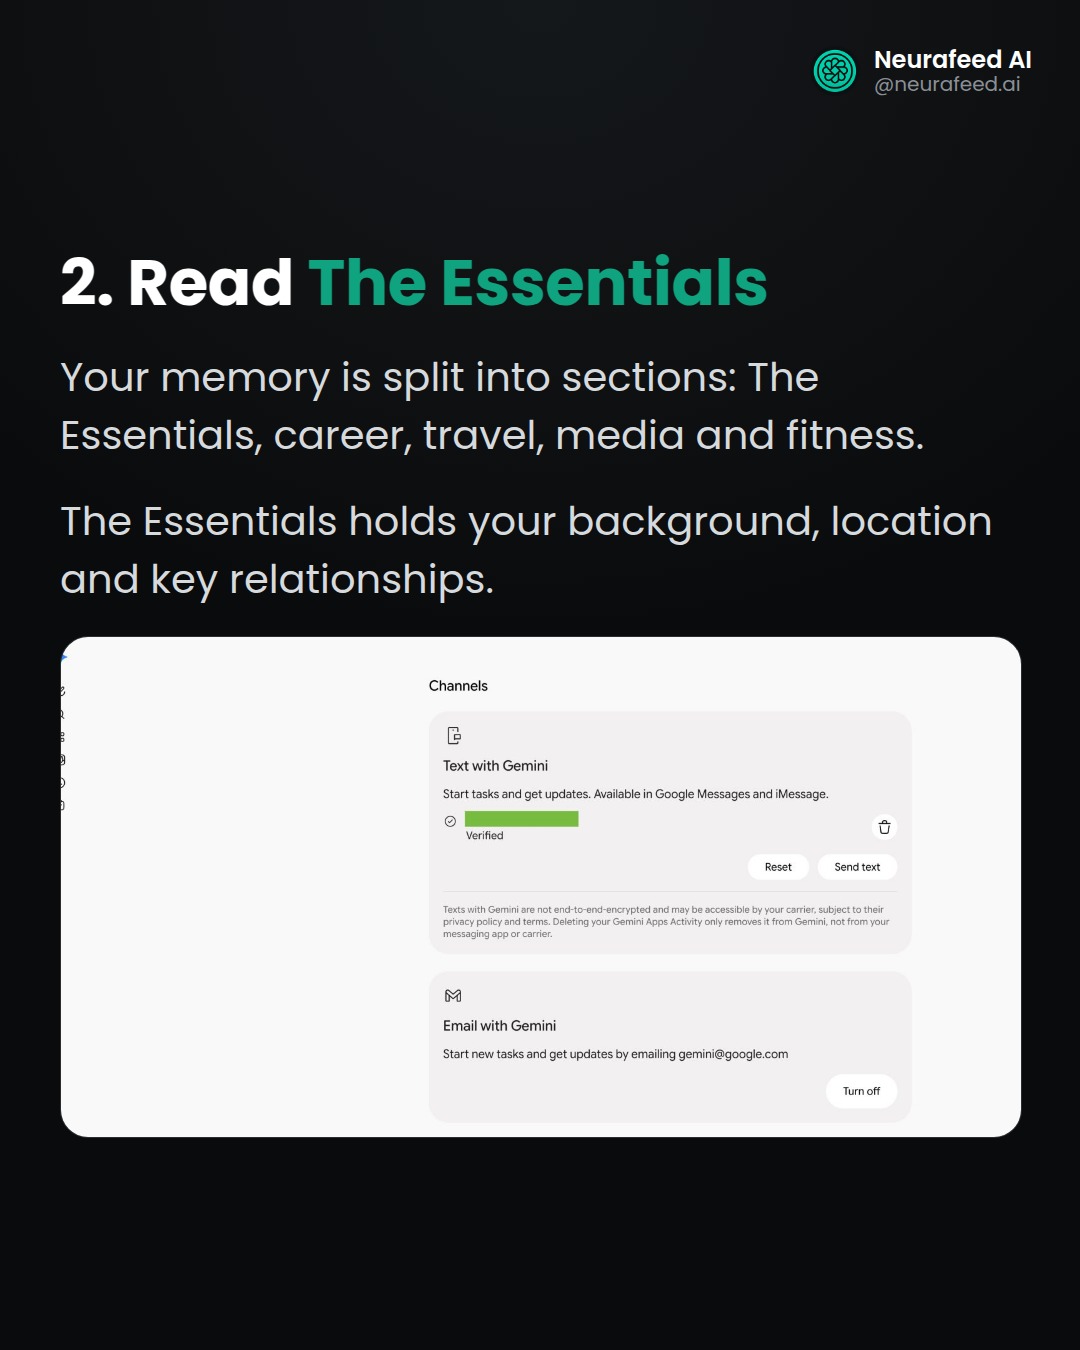 Neurafeed AI
@neurafeed.ai
2. Read The Essentials
Your memory is split into sections: The
Essentials, career, travel, media and fitness.
The Essentials holds your background, location
and key relationships.
Channels
Text with Gemini
Start tasks and get updates. Available in Google Messages and iMessage.
Verified
Reset
Send text
Texts with Gemini are not end-to-end-encrypted and may be accessible by your carrier, subject to their
privacy policy and terms. Deleting your Gemini Apps Activity only removes it from Gemini, not from your
messaging app or carrier.
Email with Gemini
Start new tasks and get updates by emailing gemini@google.com
Turn off